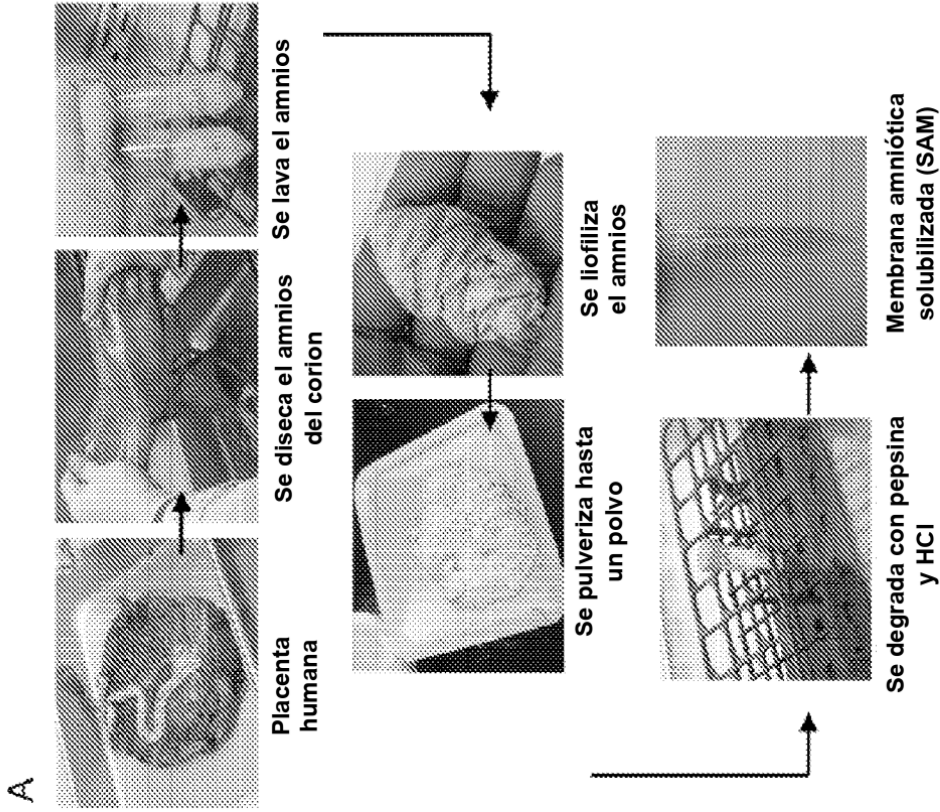 A
Placenta
humana
Se diseca el amnios
del corion
Se lava el amnios
Se pulveriza hasta
un polvo
Se liofiliza
el amnios
Se degrada con pepsina
y HCl
Membrana amniótica
solubilizada (SAM)